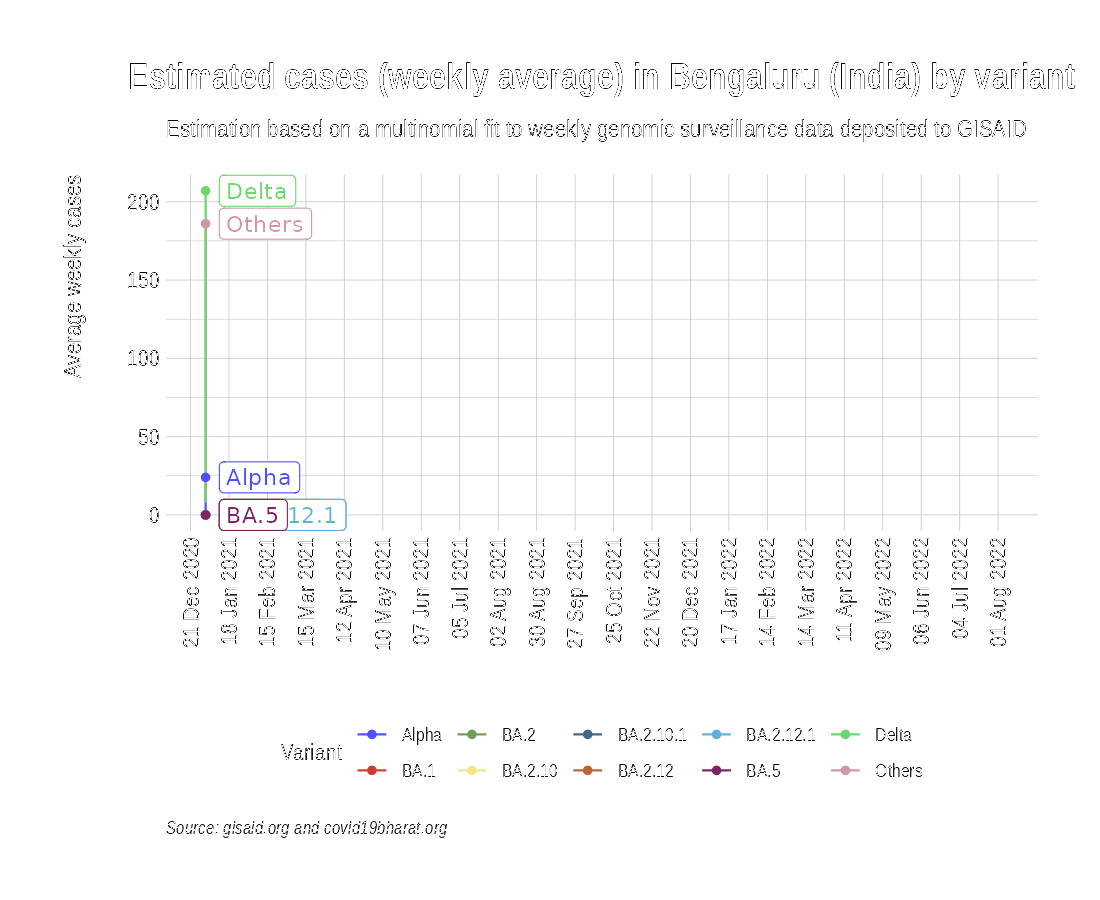 Estimated cases (weekly average) in Bengaluru (India) by variant
Estimation based on a multinomial fit to weekly genomic surveillance data deposited to GISAID
Average weekly cases
200
150
100
50
0
Delta
Others
Alpha
BA.5
12.1
21 Dec 2020
18 Jan 2021
15 Feb 2021
15 Mar 2021
12 Apr 2021
10 May 2021
07 Jun 2021
05 Jul 2021
02 Aug 2021
30 Aug 2021
27 Sep 2021
25 Oct 2021
22 Nov 2021
20 Dec 2021
17 Jan 2022
14 Feb 2022
14 Mar 2022
11 Apr 2022
09 May 2022
06 Jun 2022
04 Jul 2022
01 Aug 2022
Variant
Alpha
BA.2
BA.2.10.1
BA.2.12.1
Delta
BA.1
BA.2.10
BA.2.12
BA.5
Others
Source: gisaid.org and covid19bharat.org